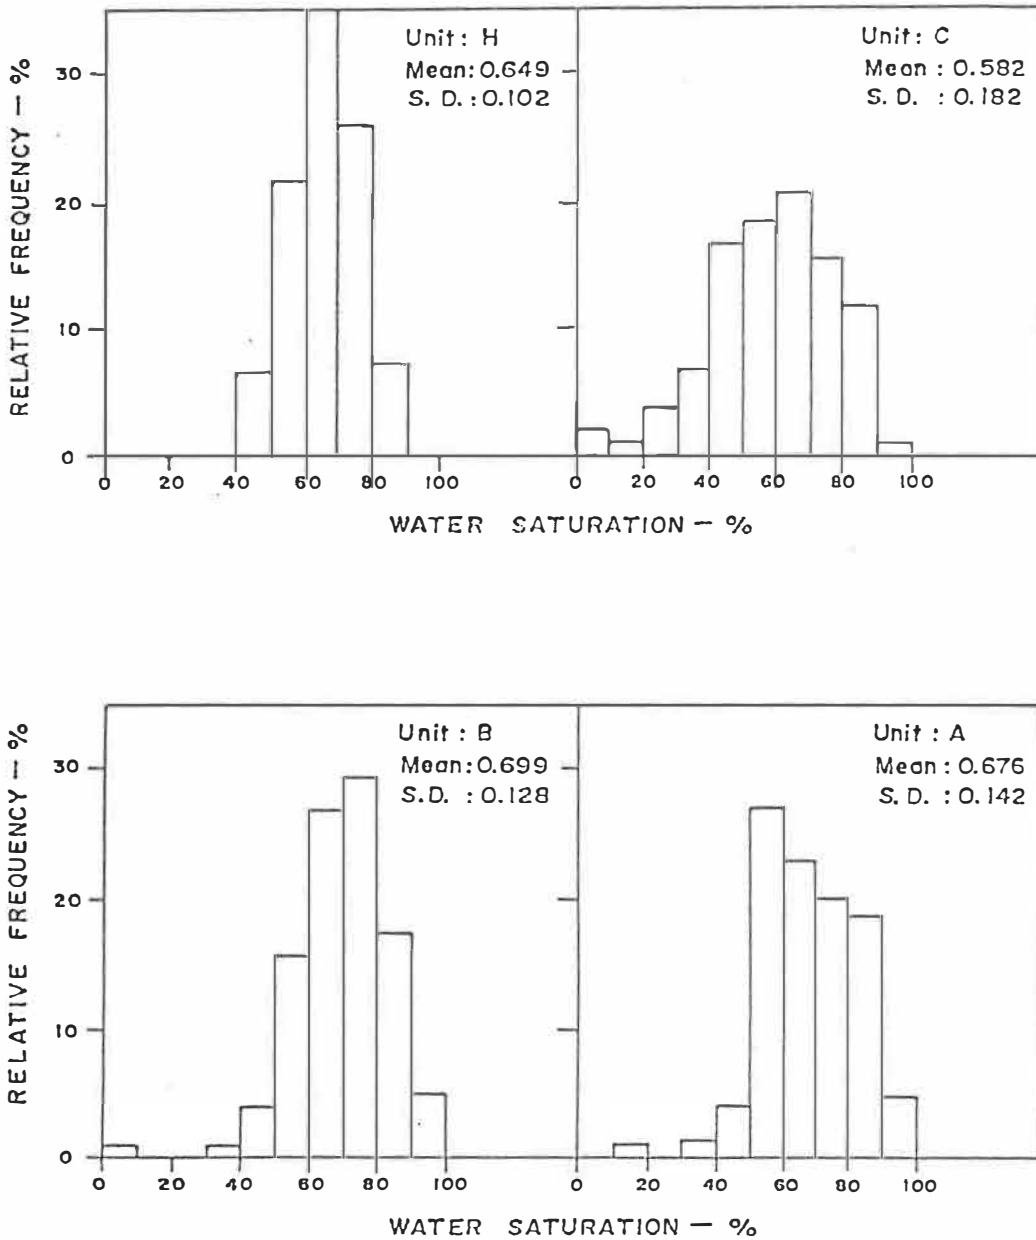 Unit: H
Mean: 0.649
S. D.: 0.102
Unit: C
Mean: 0.582
S. D. : 0.182
RELATIVE FREQUENCY — %
30
20
10
0
0 20 40 60 80 100
0 20 40 60 80 100
WATER SATURATION — %
Unit: B
Mean: 0.699
S.D. : 0.128
Unit: A
Mean: 0.676
S. D. : 0.142
RELATIVE FREQUENCY — %
30
20
10
0
0 20 40 60 80 100
0 20 40 60 80 100
WATER SATURATION — %